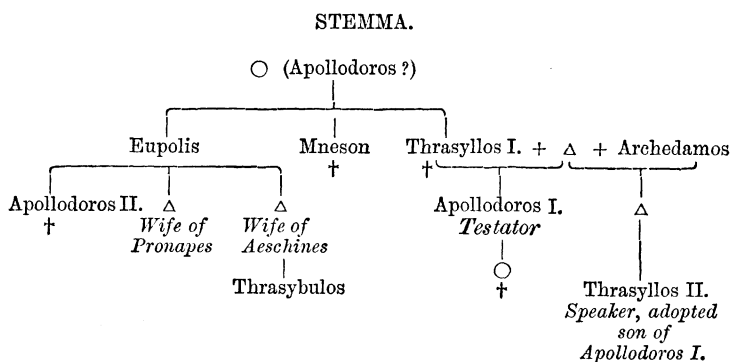 STEMMA.
(Apollodoros ?)
Eupolis Mneson Thrasyllos I. + Δ + Archedamos
† †
Apollodoros II. Δ Δ Apollodoros I. Δ
† Wife of Wife of Testator
Pronapes Aeschines
Thrasybulos † Thrasyllos II.
Speaker, adopted
son of
Apollodoros I.